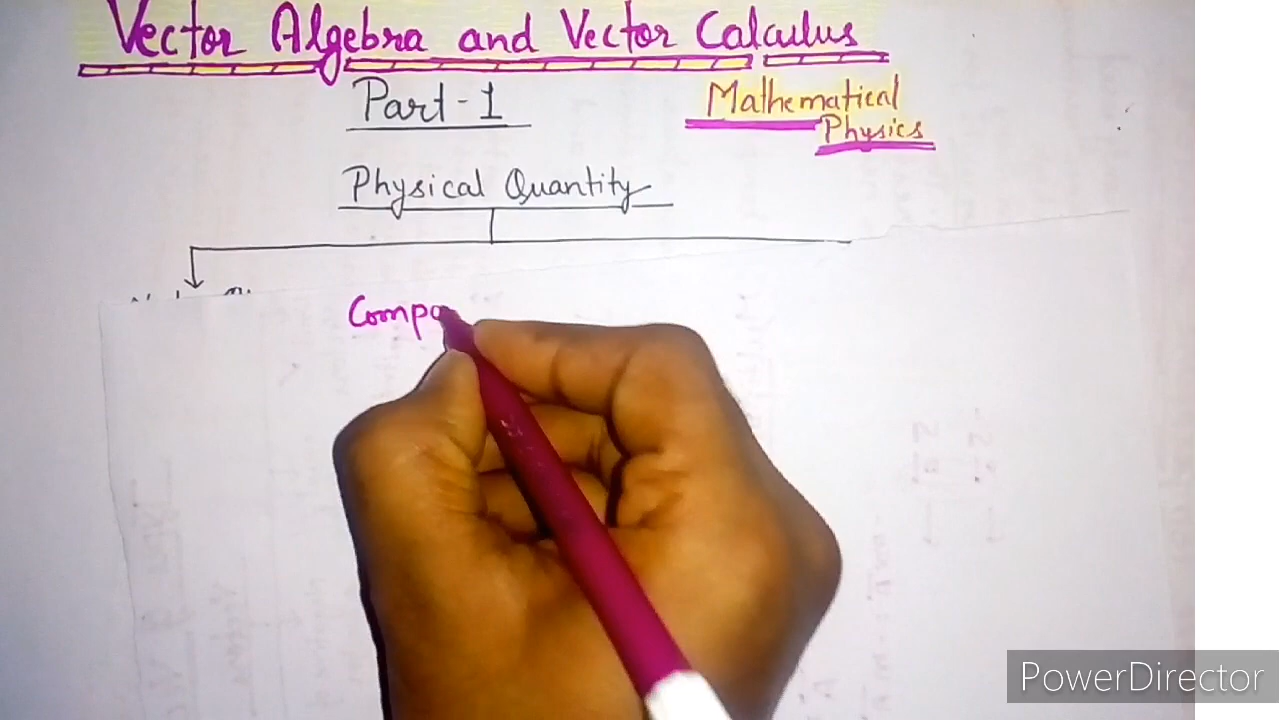 Vector Algebra and Vector Calculus
Part-1
Mathematical
Physics
Physical Quantity
Compo
PowerDirector